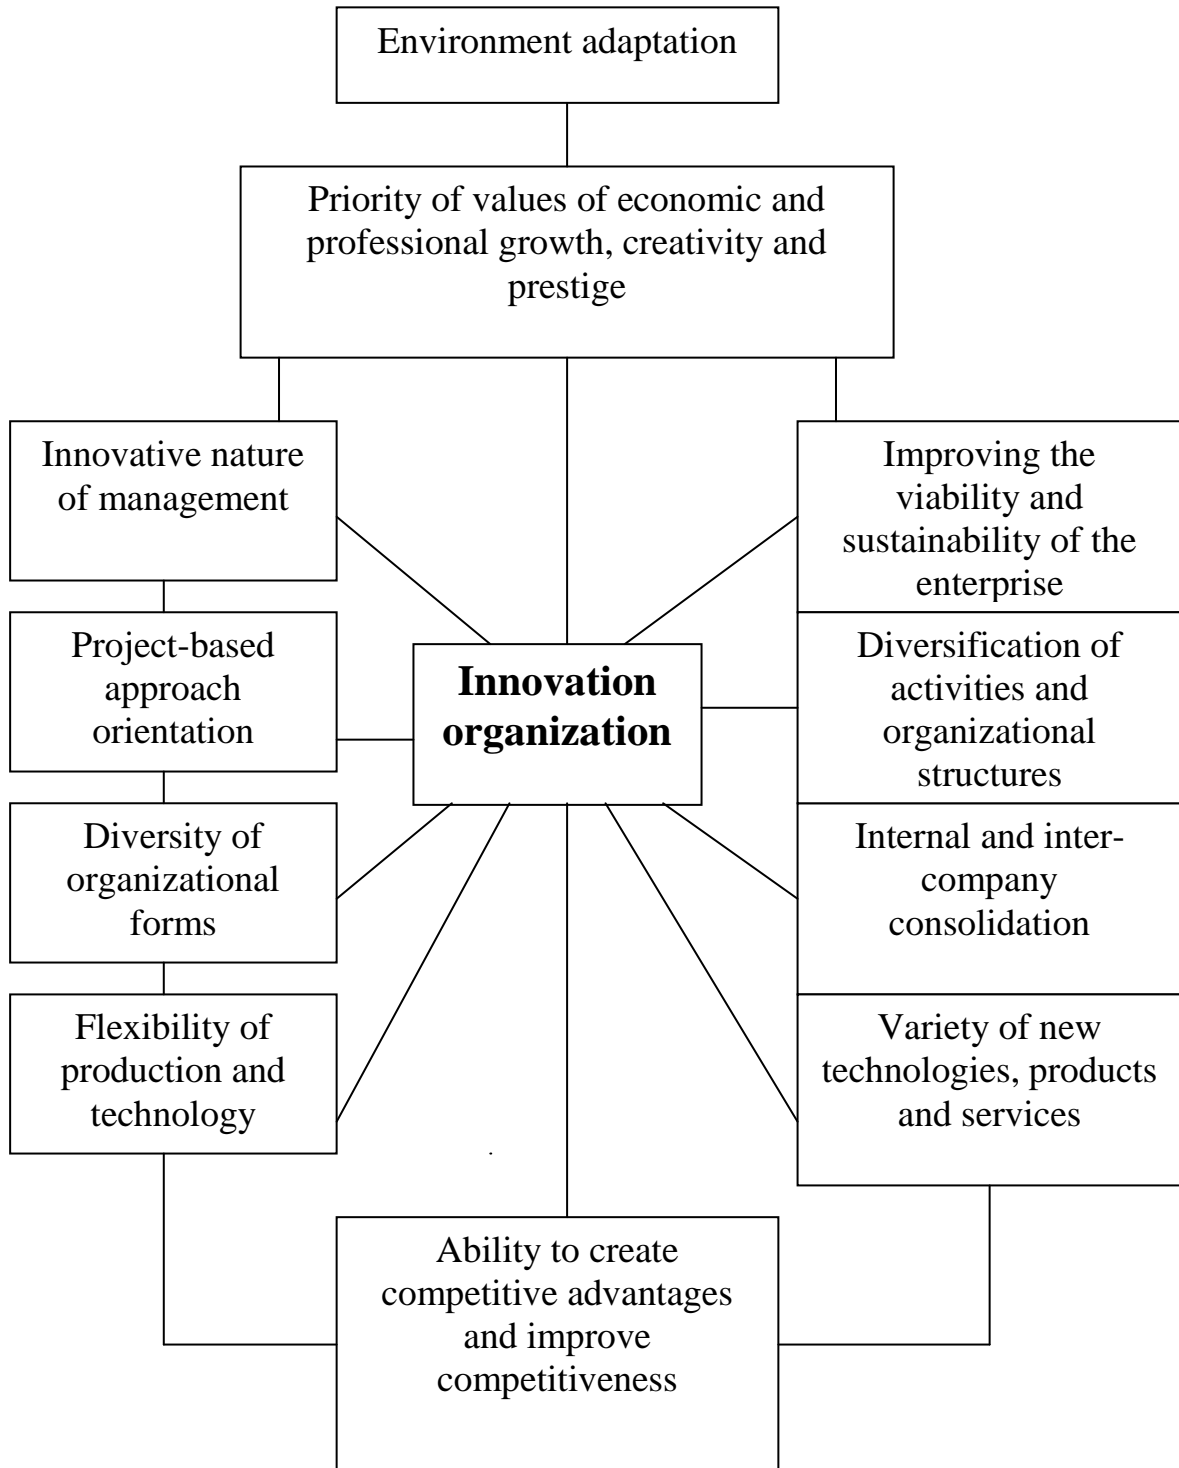 Environment adaptation
Priority of values of economic and
professional growth, creativity and
prestige
Innovative nature
of management
Improving the
viability and
sustainability of the
enterprise
Project-based
approach
orientation
Innovation
organization
Diversification of
activities and
organizational
structures
Diversity of
organizational
forms
Internal and inter-
company
consolidation
Flexibility of
production and
technology
Variety of new
technologies, products
and services
Ability to create
competitive advantages
and improve
competitiveness